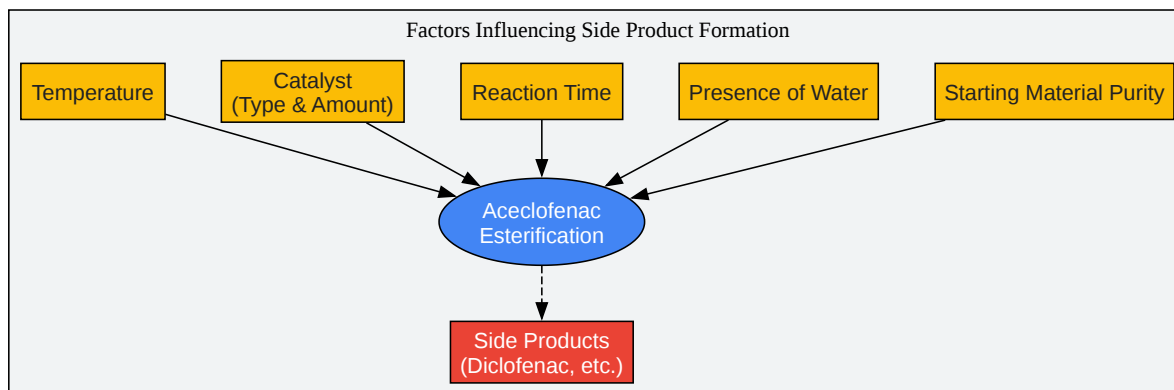 Factors Influencing Side Product Formation
Temperature
Catalyst
(Type & Amount)
Reaction Time
Presence of Water
Starting Material Purity
Aceclofenac
Esterification
Side Products
(Diclofenac, etc.)